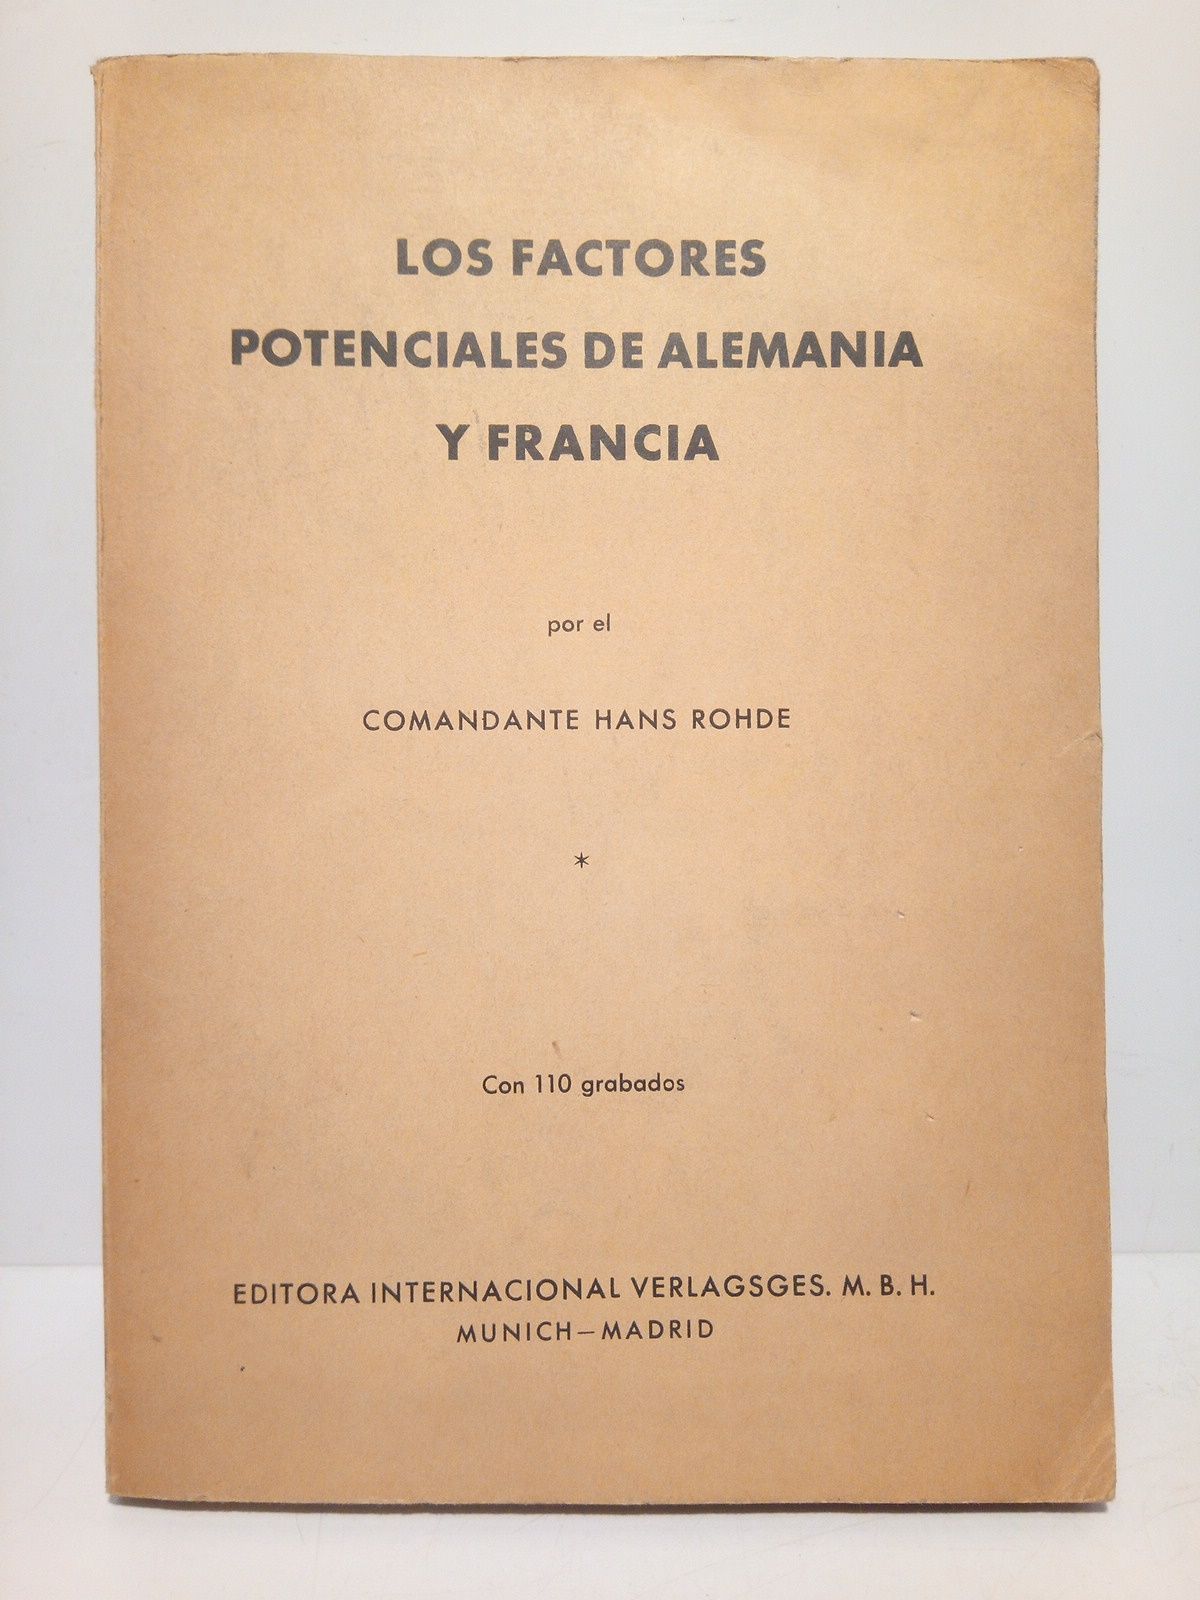 LOS FACTORES
POTENCIALES DE ALEMANIA
Y FRANCIA
por el
COMANDANTE HANS ROHDE
*
Con 110 grabados
EDITORA INTERNACIONAL VERLAGSGES. M. B. H.
MUNICH—MADRID